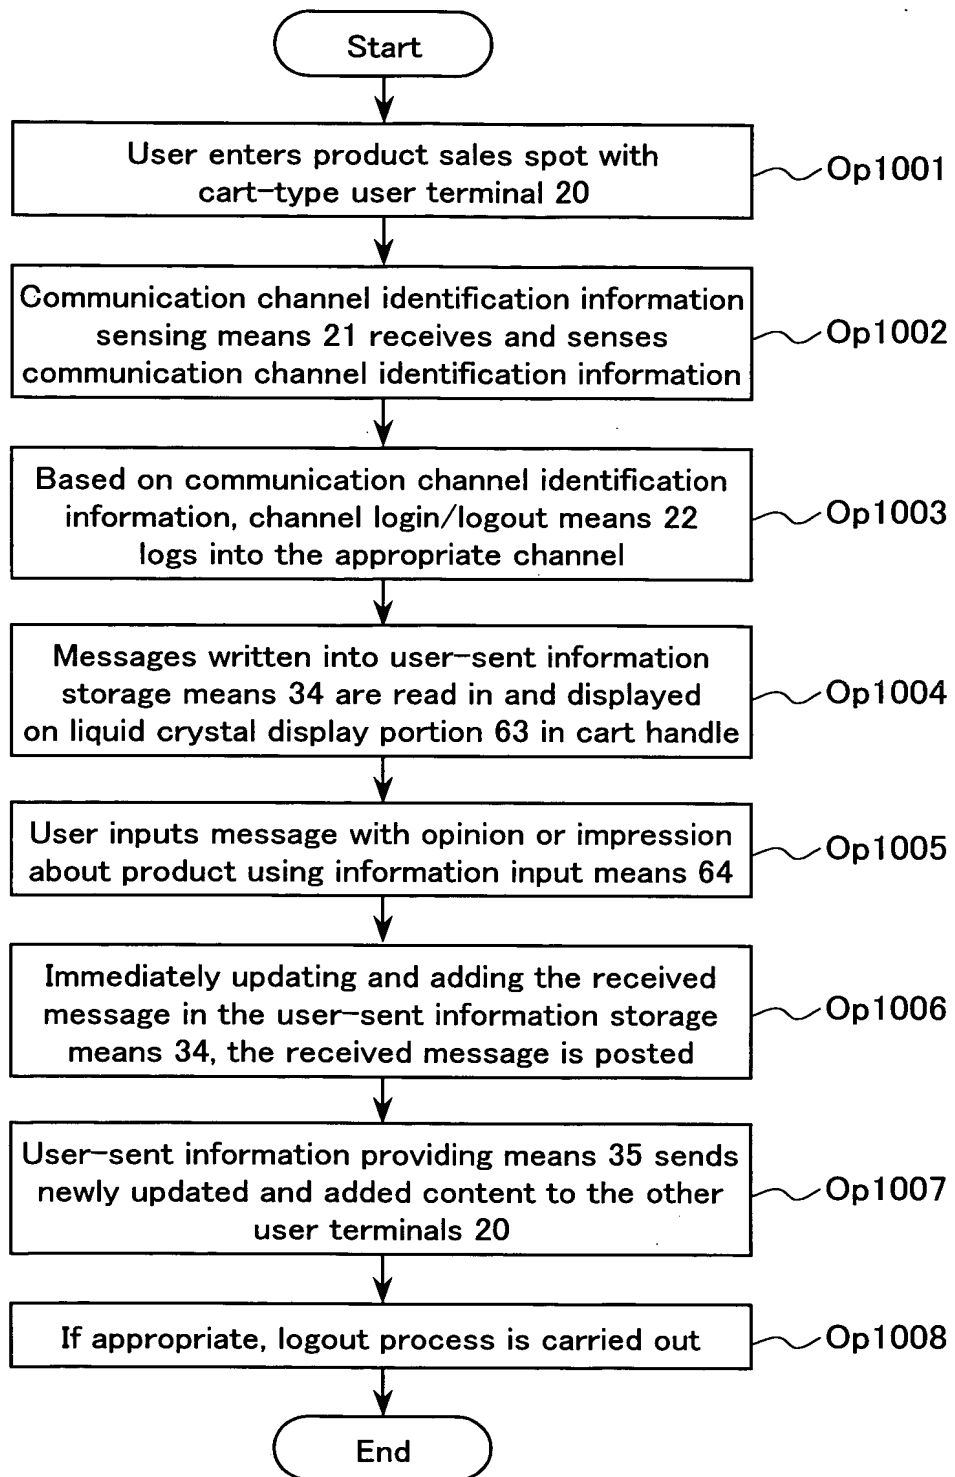 Start
User enters product sales spot with
cart-type user terminal 20
Op1001
Communication channel identification information
sensing means 21 receives and senses
communication channel identification information
Op1002
Based on communication channel identification
information, channel login/logout means 22
logs into the appropriate channel
Op1003
Messages written into user-sent information
storage means 34 are read in and displayed
on liquid crystal display portion 63 in cart handle
Op1004
User inputs message with opinion or impression
about product using information input means 64
Op1005
Immediately updating and adding the received
message in the user-sent information storage
means 34, the received message is posted
Op1006
User-sent information providing means 35 sends
newly updated and added content to the other
user terminals 20
Op1007
If appropriate, logout process is carried out
Op1008
End